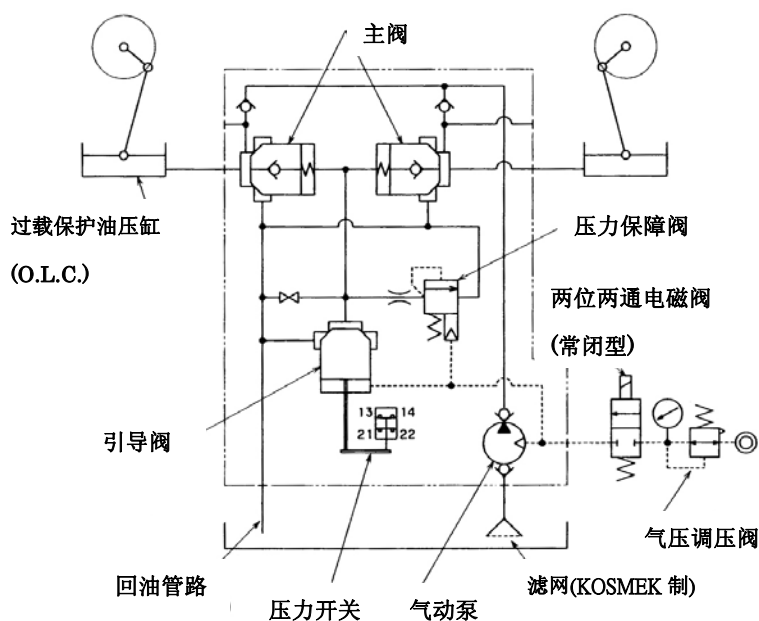 主阀
过载保护油压缸
(O.L.C.)
压力保障阀
两位两通电磁阀
(常闭型)
引导阀
13 14
21 22
气压调压阀
回油管路
压力开关
气动泵
滤网(KOSMEK 制)